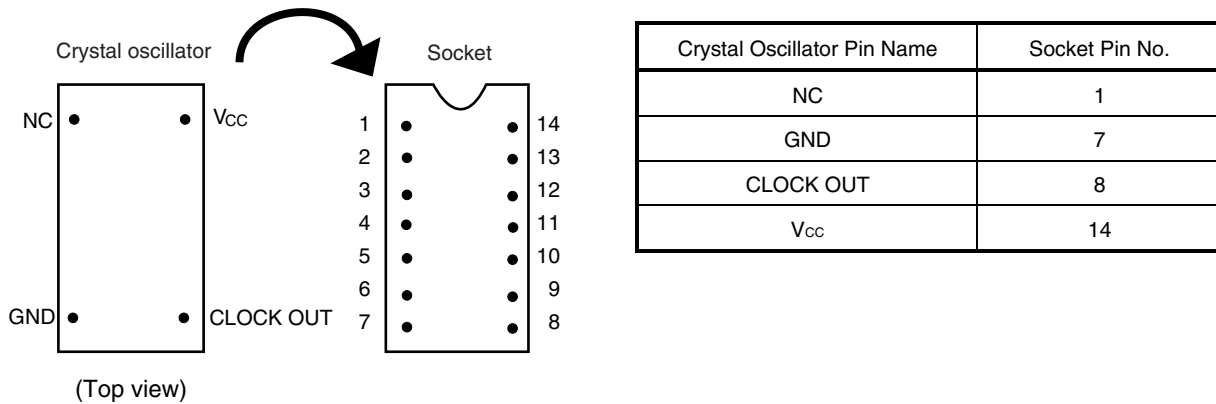 Crystal oscillator
NC
Vcc
GND
CLOCK OUT
(Top view)
Socket
1 14
2 13
3 12
4 11
5 10
6 9
7 8
Crystal Oscillator Pin Name Socket Pin No.
NC 1
GND 7
CLOCK OUT 8
Vcc 14